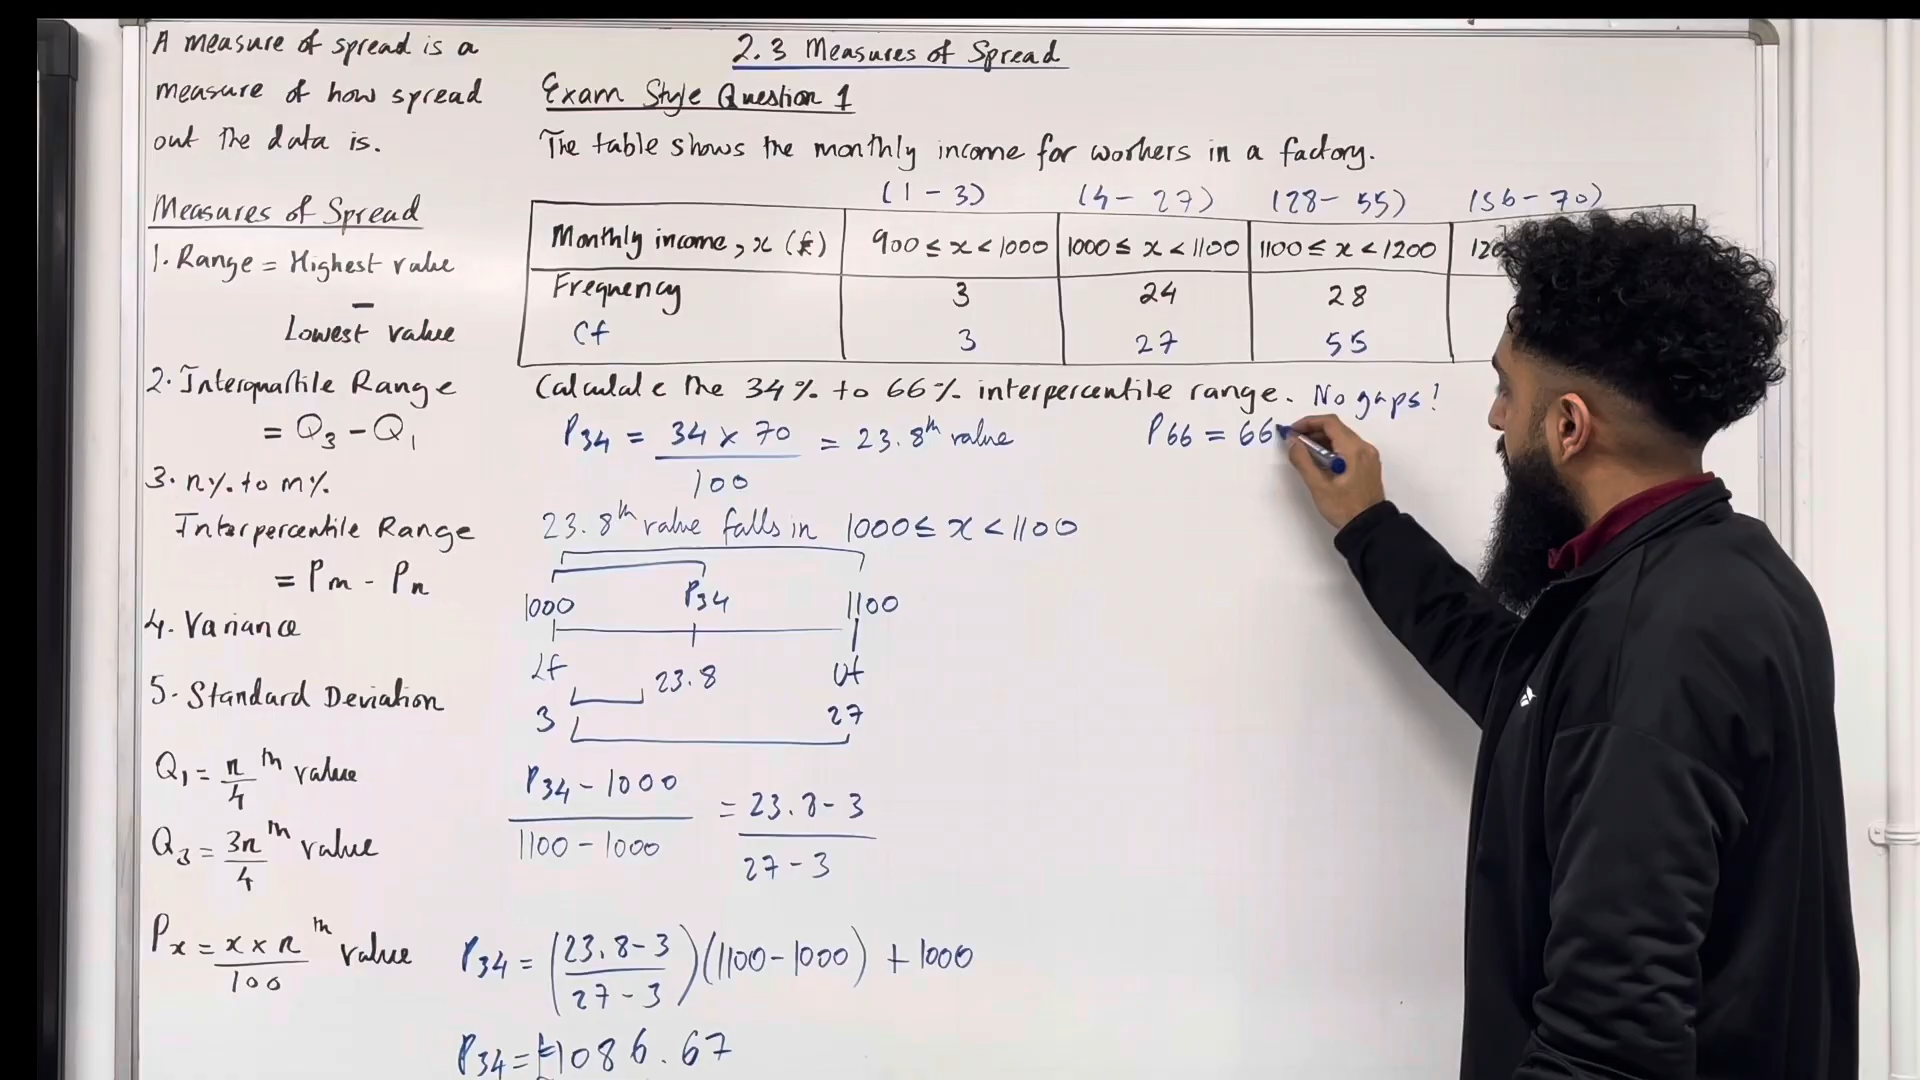 A measure of spread is a
measure of how spread
out the data is.
Measures of Spread
1. Range = Highest value
-
Lowest value
2. Interquartile Range
= Q3 - Q1
3. n% to m%
Interpercentile Range
= Pm - Pn
4. Variance
5. Standard Deviation
Q1 = n/4 th value
Q3 = 3n/4 th value
Px = x × n/100 th value
2.3 Measures of Spread
Exam Style Question 1
The table shows the monthly income for workers in a factory.
(1 - 3) (4 - 27) (28 - 55) (56 - 70)
Monthly income, x (£) 900 ≤ x < 1000 1000 ≤ x < 1100 1100 ≤ x < 1200 120
Frequency 3 24 28
Cf 3 27 55
Calculate the 34% to 66% interpercentile range. No gaps!
P34 = 34 × 70/100 = 23.8th value
23.8th value falls in 1000 ≤ x < 1100
1000 P34 1100
Lf 23.8 Uf
3 27
P34 - 1000/1100 - 1000 = 23.8 - 3/27 - 3
P34 = (23.8 - 3/27 - 3)(1100 - 1000) + 1000
P34 = £1086.67
P66 = 66